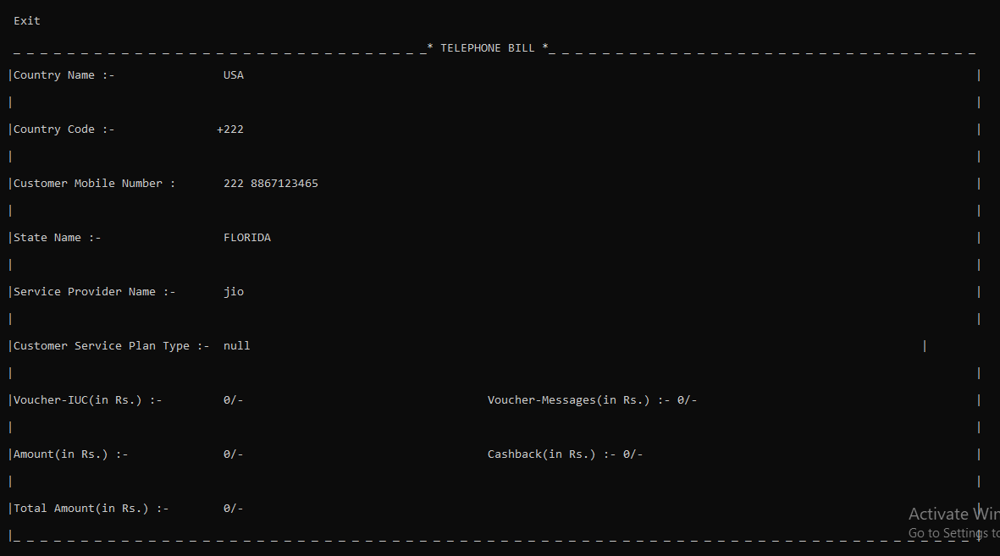 Exit
_ _ _ _ _ _ _ _ _ _ _ _ _ _ _ _ _ _ _ _ _ _ _ _ _ _ _ _ _ _ _* TELEPHONE BILL *_ _ _ _ _ _ _ _ _ _ _ _ _ _ _ _ _ _ _ _ _ _ _ _ _ _ _ _ _ _ _ _
|Country Name :- USA |
| |
|Country Code :- +222 |
| |
|Customer Mobile Number : 222 8867123465 |
| |
|State Name :- FLORIDA |
| |
|Service Provider Name :- jio |
| |
|Customer Service Plan Type :- null |
| |
|Voucher-IUC(in Rs.) :- 0/- Voucher-Messages(in Rs.) :- 0/- |
| |
|Amount(in Rs.) :- 0/- Cashback(in Rs.) :- 0/- |
| |
|Total Amount(in Rs.) :- 0/- |
|_ _ _ _ _ _ _ _ _ _ _ _ _ _ _ _ _ _ _ _ _ _ _ _ _ _ _ _ _ _ _ _ _ _ _ _ _ _ _ _ _ _ _ _ _ _ _ _ _ _ _ _ _ _ _ _ _ _ _ _ _ _ _ _ _ _ _ _ _ _ _ |
Activate Win
Go to Settings to